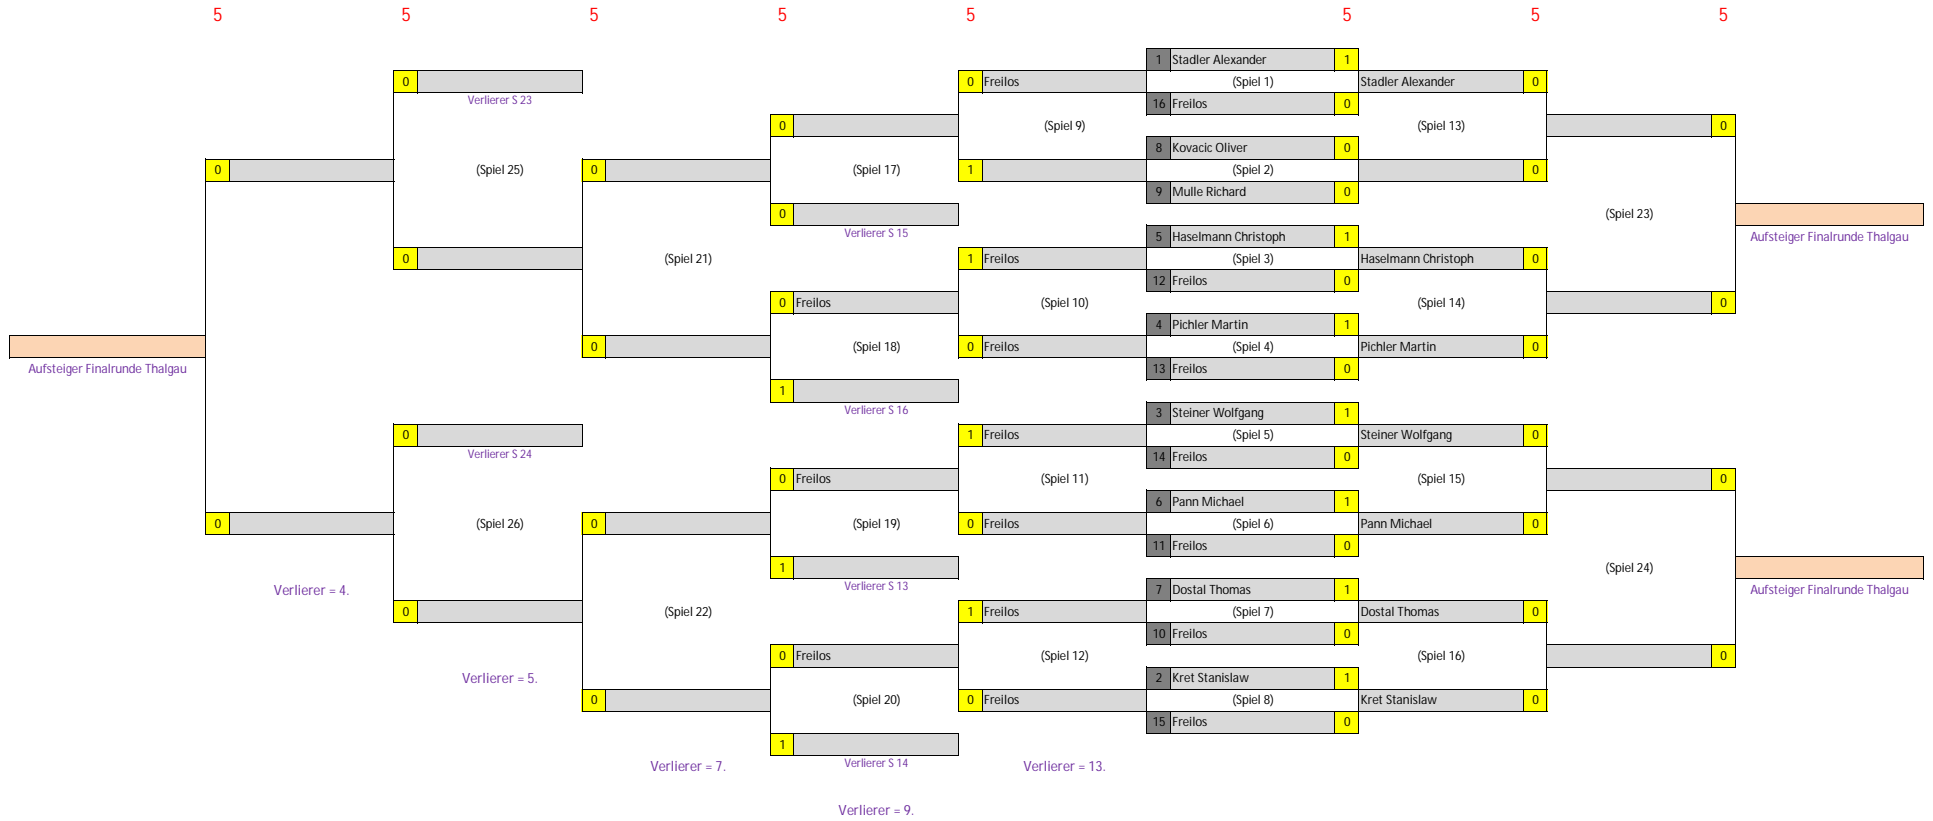 5 5 5 5 5 5 5 5
1 Stadler Alexander 1
0 0 Freilos (Spiel 1) Stadler Alexander 0
Verlierer S 23 16 Freilos 0
0 (Spiel 9) (Spiel 13) 0
8 Kovacic Oliver 0
0 (Spiel 25) 0 (Spiel 17) 1 (Spiel 2) 0
9 Mulle Richard 0
0 (Spiel 23)
Verlierer S 15 5 Haselmann Christoph 1 Aufsteiger Finalrunde Thalgau
0 (Spiel 21) 1 Freilos (Spiel 3) Haselmann Christoph 0
12 Freilos 0
0 Freilos (Spiel 10) (Spiel 14) 0
4 Pichler Martin 1
0 (Spiel 18) 0 Freilos (Spiel 4) Pichler Martin 0
Aufsteiger Finalrunde Thalgau 13 Freilos 0
1
Verlierer S 16 3 Steiner Wolfgang 1
0 1 Freilos (Spiel 5) Steiner Wolfgang 0
Verlierer S 24 14 Freilos 0
0 Freilos (Spiel 11) (Spiel 15) 0
6 Pann Michael 1
0 (Spiel 26) 0 (Spiel 19) 0 Freilos (Spiel 6) Pann Michael 0
11 Freilos 0
1 (Spiel 24)
Verlierer = 4. Verlierer S 13 7 Dostal Thomas 1 Aufsteiger Finalrunde Thalgau
0 (Spiel 22) 1 Freilos (Spiel 7) Dostal Thomas 0
10 Freilos 0
0 Freilos (Spiel 12) (Spiel 16) 0
Verlierer = 5. 2 Kret Stanislaw 1
0 (Spiel 20) 0 Freilos (Spiel 8) Kret Stanislaw 0
15 Freilos 0
1
Verlierer = 7. Verlierer S 14 Verlierer = 13.
Verlierer = 9.